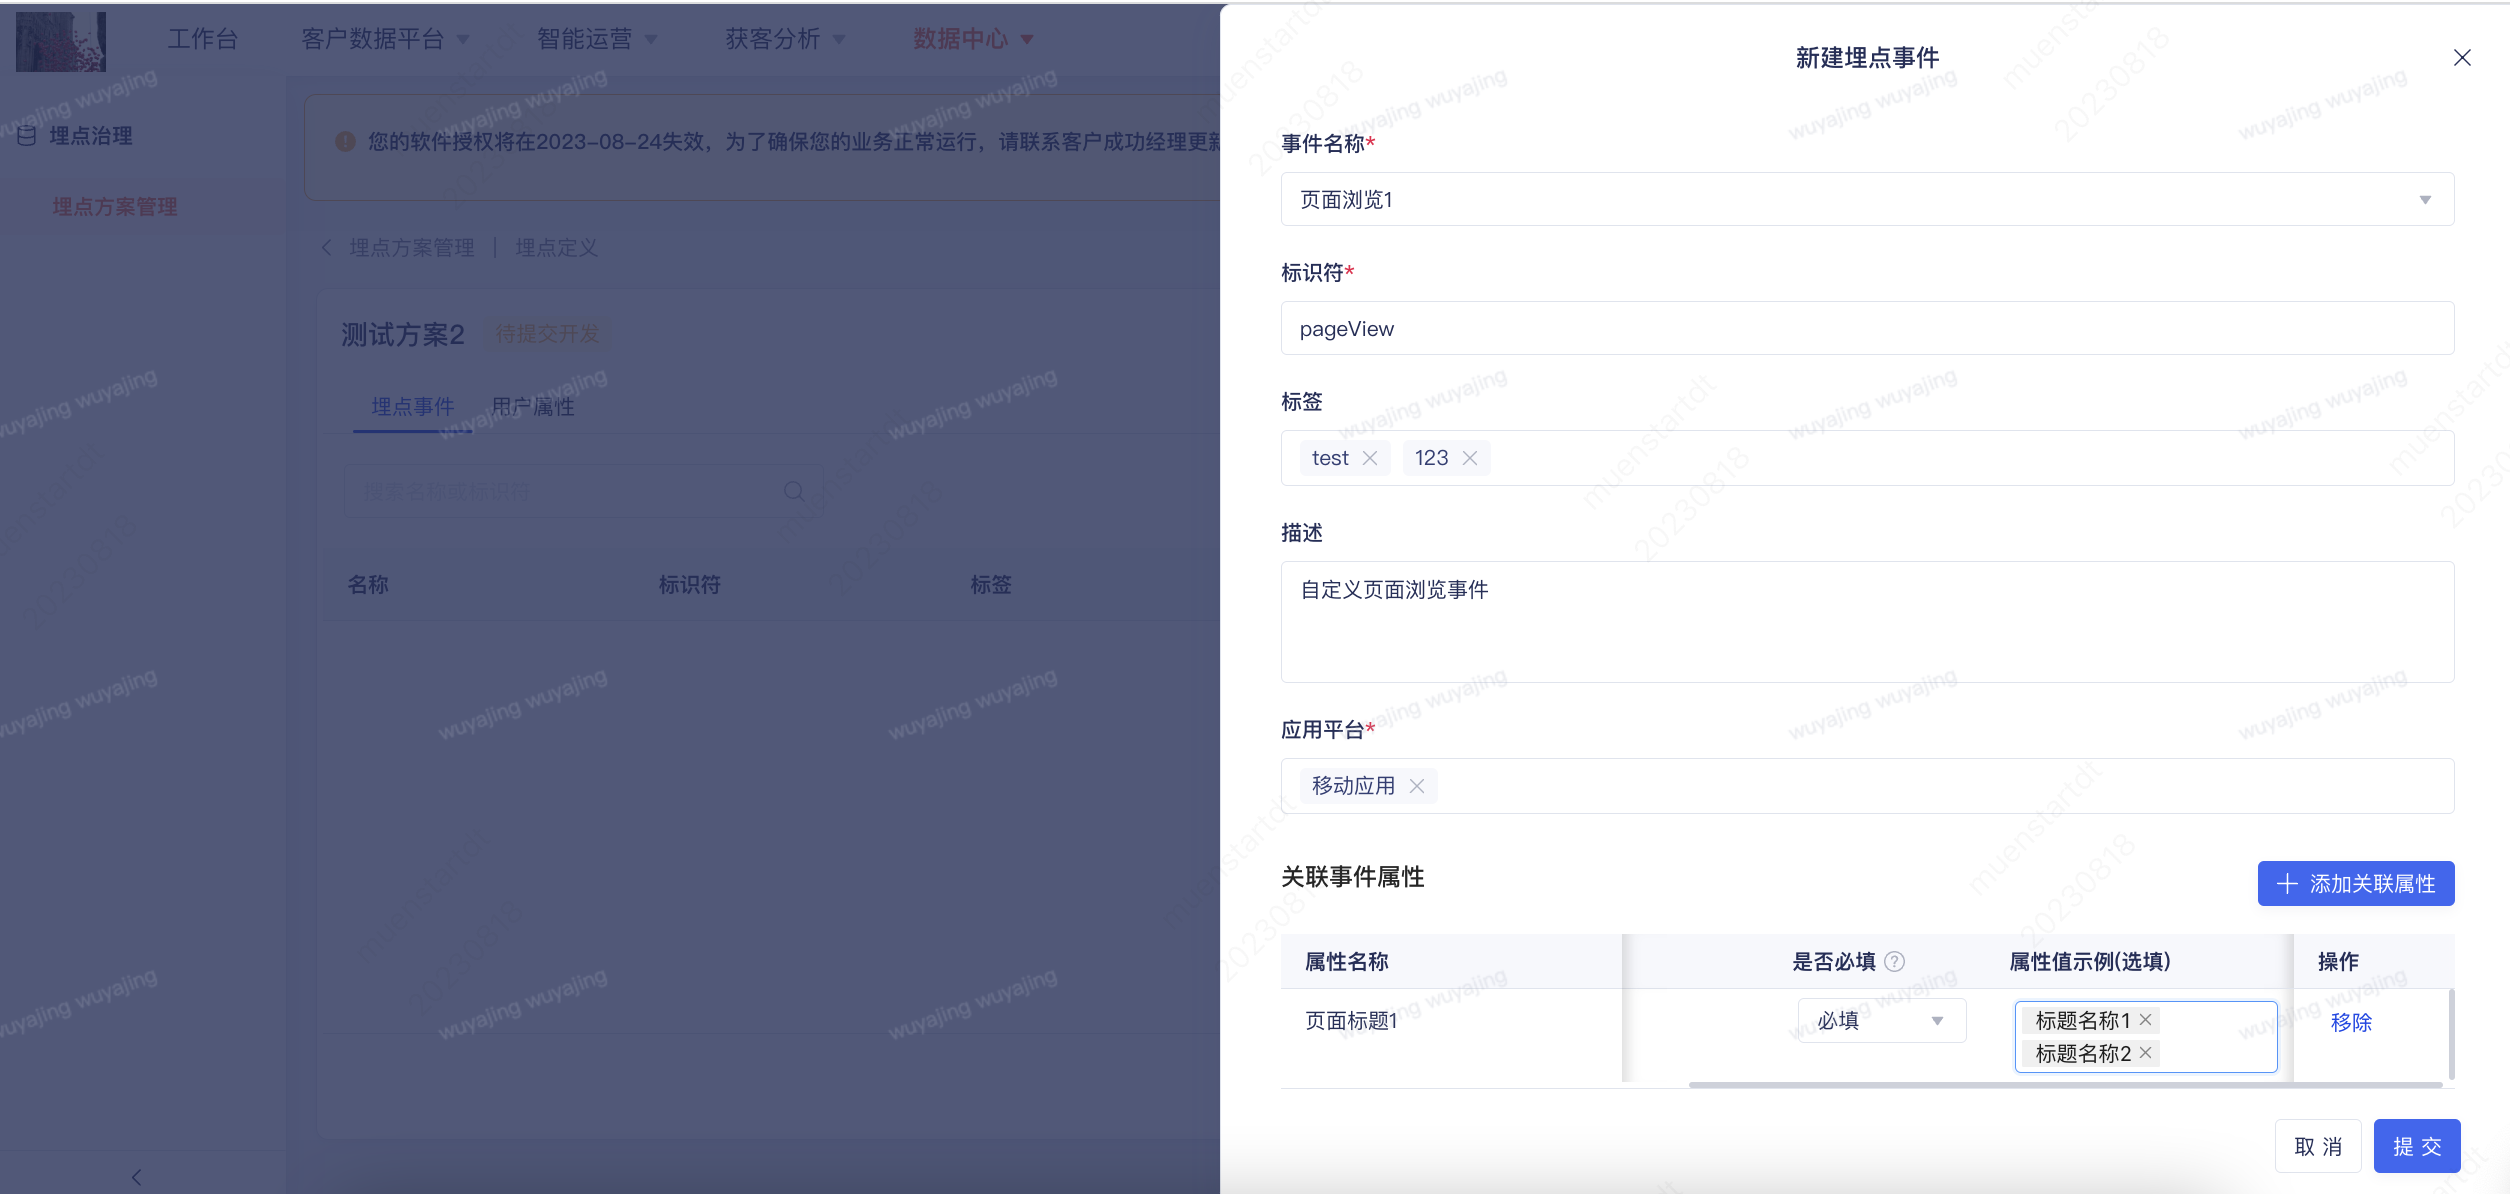 工作台 客户数据平台 智能运营 获客分析 数据中心
埋点治理
埋点方案管理
您的软件授权将在2023-08-24失效，为了确保您的业务正常运行，请联系客户成功经理更新
埋点方案管理 | 埋点定义
测试方案2 待提交开发
埋点事件 用户属性
搜索名称或标识符
名称 标识符 标签
新建埋点事件
事件名称*
页面浏览1
标识符*
pageView
标签
test 123
描述
自定义页面浏览事件
应用平台*
移动应用
关联事件属性
添加关联属性
属性名称 是否必填 属性值示例(选填) 操作
页面标题1 必填 标题名称1 移除
标题名称2
取 消 提 交
wuyajing wuyajing
muenstartdt
20230818